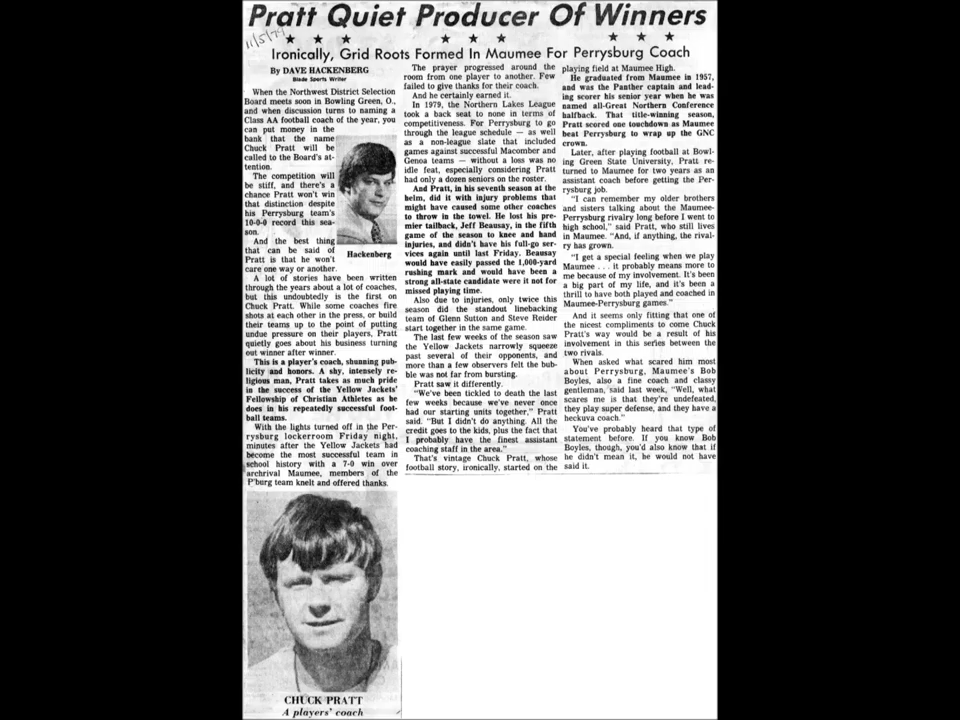 Pratt Quiet Producer Of Winners
11/5/79
★ ★ ★ ★ ★ ★ ★ ★ ★
Ironically, Grid Roots Formed In Maumee For Perrysburg Coach
By DAVE HACKENBERG
Blade Sports Writer
When the Northwest District Selection
Board meets soon in Bowling Green, O.,
and when discussion turns to naming a
Class AA football coach of the year, you
can put money in the
bank that the name
Chuck Pratt will be
called to the Board's at-
tention.
The competition will
be stiff, and there's a
chance Pratt won't win
that distinction despite
his Perrysburg team's
10-0-0 record this sea-
son.
And the best thing
that can be said of
Pratt is that he won't
care one way or another.
Hackenberg
A lot of stories have been written
through the years about a lot of coaches,
but this undoubtedly is the first on
Chuck Pratt. While some coaches fire
shots at each other in the press, or build
their teams up to the point of putting
undue pressure on their players, Pratt
quietly goes about his business turning
out winner after winner.
This is a player's coach, shunning pub-
licity and honors. A shy, intensely re-
ligious man, Pratt takes as much pride
in the success of the Yellow Jackets'
Fellowship of Christian Athletes as he
does in his repeatedly successful foot-
ball teams.
With the lights turned off in the Per-
rysburg lockerroom Friday night,
minutes after the Yellow Jackets had
become the most successful team in
school history with a 7-0 win over
archrival Maumee, members of the
P'burg team knelt and offered thanks.
CHUCK PRATT
A players' coach
The prayer progressed around the
room from one player to another. Few
failed to give thanks for their coach.
And he certainly earned it.
In 1979, the Northern Lakes League
took a back seat to none in terms of
competitiveness. For Perrysburg to go
through the league schedule — as well
as a non-league slate that included
games against successful Macomber and
Genoa teams — without a loss was no
idle feat, especially considering Pratt
had only a dozen seniors on the roster.
And Pratt, in his seventh season at the
helm, did it with injury problems that
might have caused some other coaches
to throw in the towel. He lost his pre-
mier tailback, Jeff Beausay, in the fifth
game of the season to knee and hand
injuries, and didn't have his full-go ser-
vices again until last Friday. Beausay
would have easily passed the 1,000-yard
rushing mark and would have been a
strong all-state candidate were it not for
missed playing time.
Also due to injuries, only twice this
season did the standout linebacking
team of Glenn Sutton and Steve Reider
start together in the same game.
The last few weeks of the season saw
the Yellow Jackets narrowly squeeze
past several of their opponents, and
more than a few observers felt the bub-
ble was not far from bursting.
Pratt saw it differently.
"We've been tickled to death the last
few weeks because we've never once
had our starting units together," Pratt
said. "But I didn't do anything. All the
credit goes to the kids, plus the fact that
I probably have the finest assistant
coaching staff in the area."
That's vintage Chuck Pratt, whose
football story, ironically, started on the
playing field at Maumee High.
He graduated from Maumee in 1957,
and was the Panther captain and lead-
ing scorer his senior year when he was
named all-Great Northern Conference
halfback. That title-winning season,
Pratt scored one touchdown as Maumee
beat Perrysburg to wrap up the GNC
crown.
Later, after playing football at Bowl-
ing Green State University, Pratt re-
turned to Maumee for two years as an
assistant coach before getting the Per-
rysburg job.
"I can remember my older brothers
and sisters talking about the Maumee-
Perrysburg rivalry long before I went to
high school," said Pratt, who still lives
in Maumee. "And, if anything, the rival-
ry has grown.
"I get a special feeling when we play
Maumee . . . it probably means more to
me because of my involvement. It's been
a big part of my life, and it's been a
thrill to have both played and coached in
Maumee-Perrysburg games."
And it seems only fitting that one of
the nicest compliments to come Chuck
Pratt's way would be a result of his
involvement in this series between the
two rivals.
When asked what scared him most
about Perrysburg, Maumee's Bob
Boyles, also a fine coach and classy
gentleman, said last week, "Well, what
scares me is that they're undefeated,
they play super defense, and they have a
heckuva coach."
You've probably heard that type of
statement before. If you know Bob
Boyles, though, you'd also know that if
he didn't mean it, he would not have
said it.